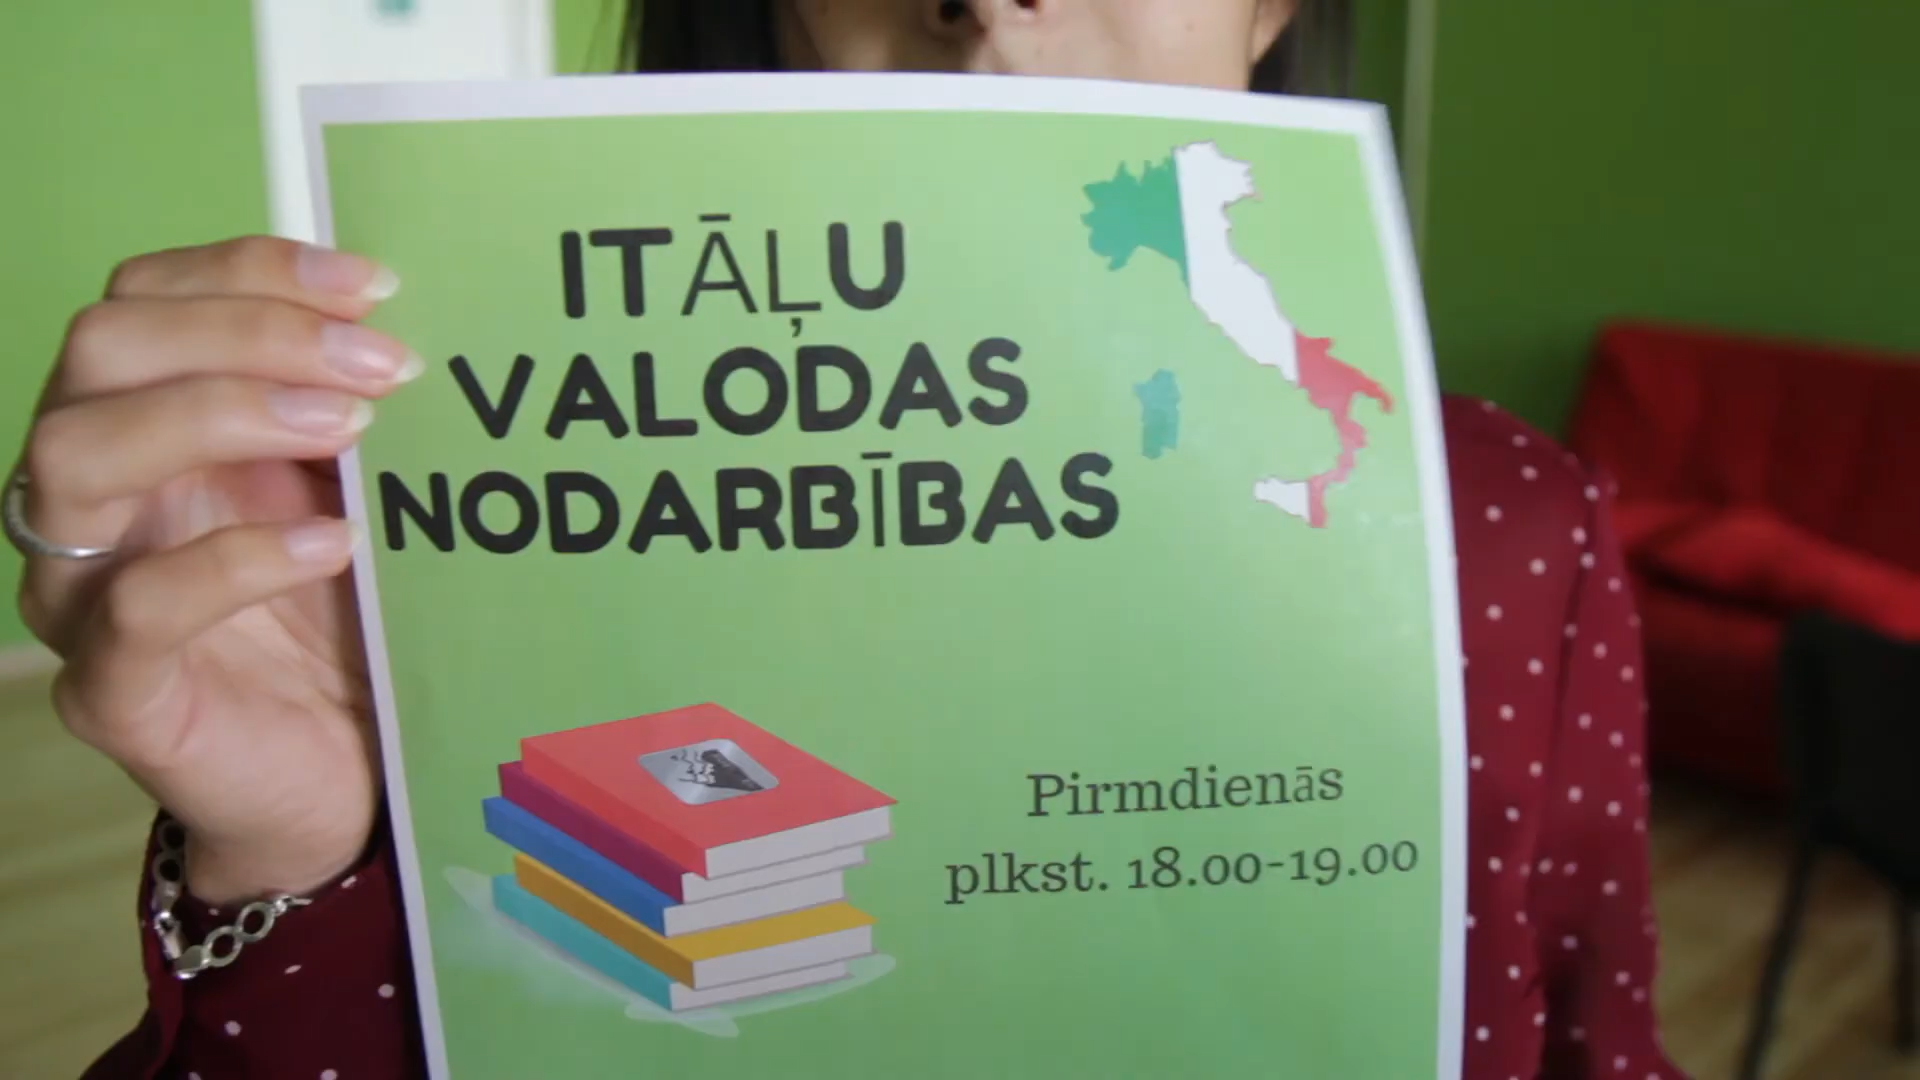 ITĀĻU
VALODAS
NODARBĪBAS
Pirmdienās
plkst. 18.00-19.00